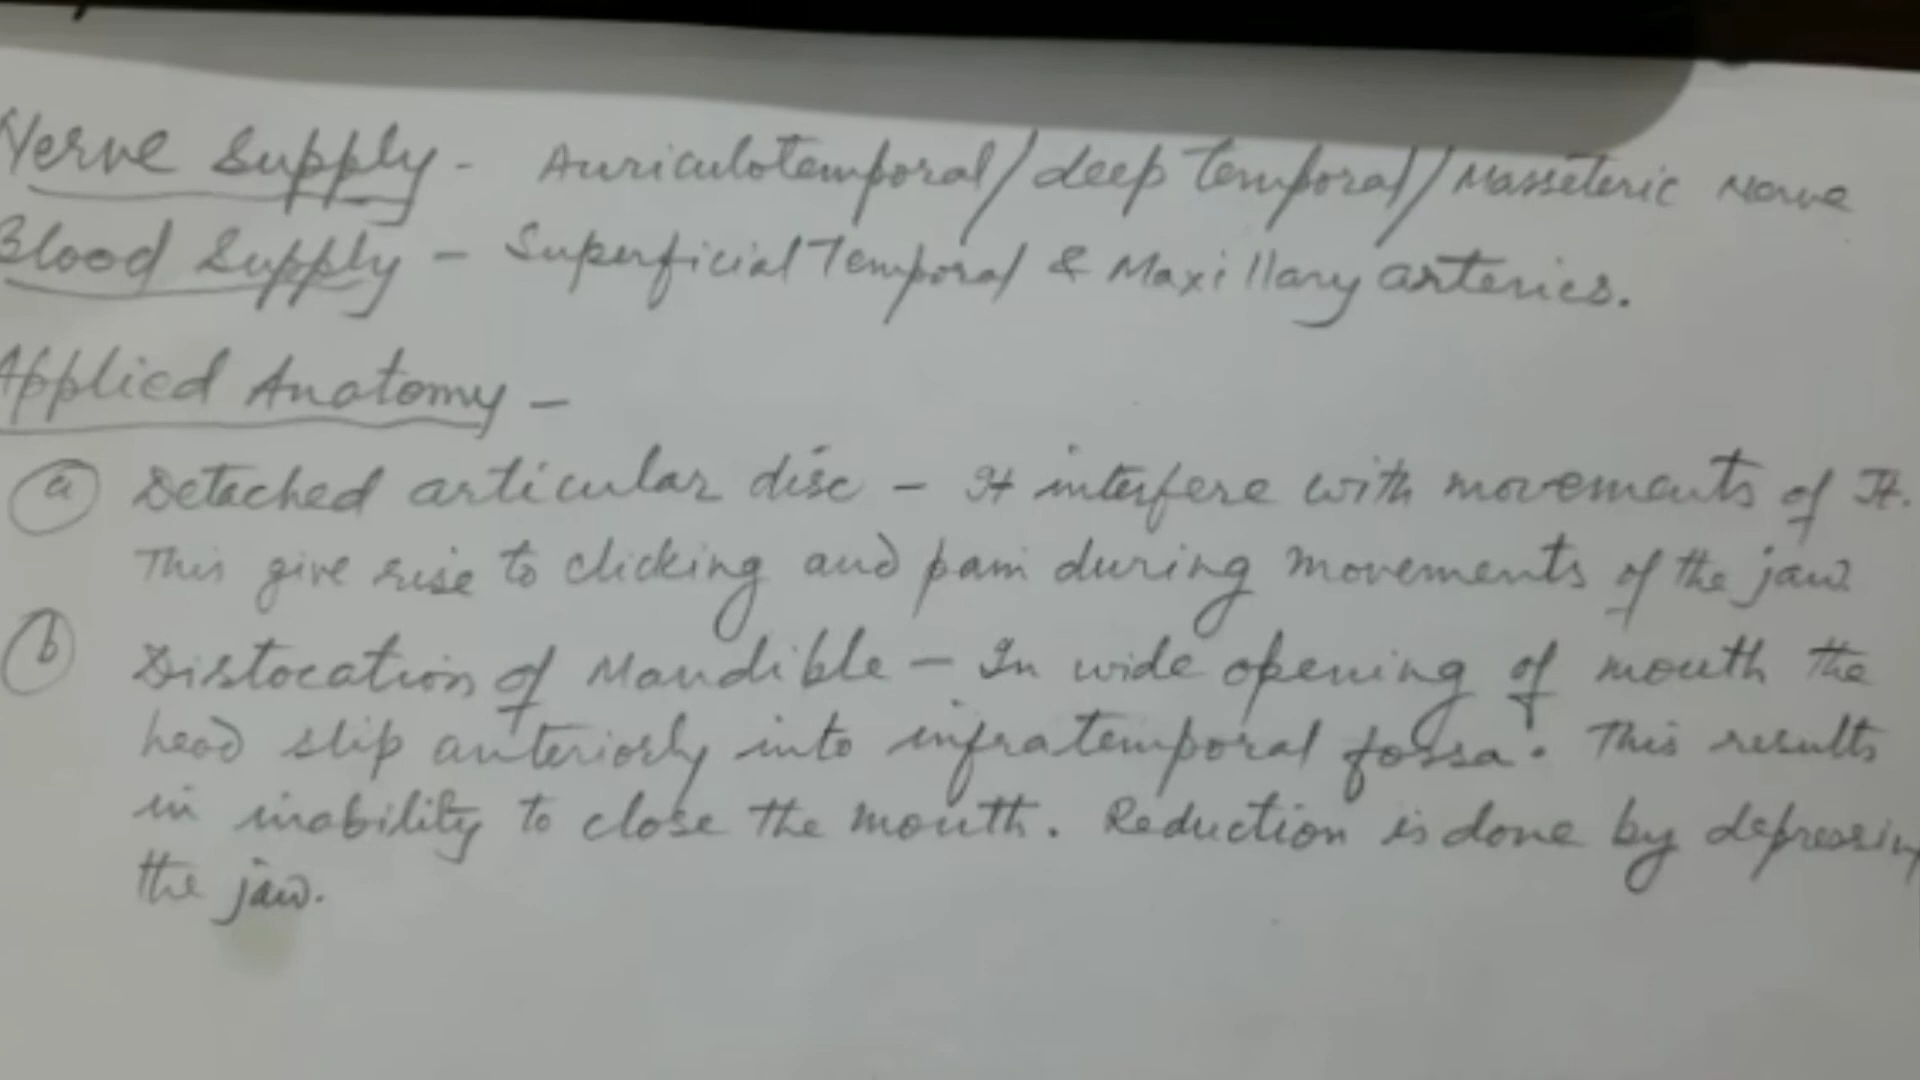 Nerve Supply - Auriculotemporal/deep temporal/Masseteric Nerve
Blood Supply - Superficial Temporal & Maxillary arteries.
Applied Anatomy -
(a) Detached articular disc - It interfere with movements of Jt.
This give rise to clicking and pain during movements of the jaw
(b) Distocation of Mandible - In wide opening of mouth the
head slip anteriorly into infratemporal fossa. This results
in inability to close the mouth. Reduction is done by depressing
the jaw.